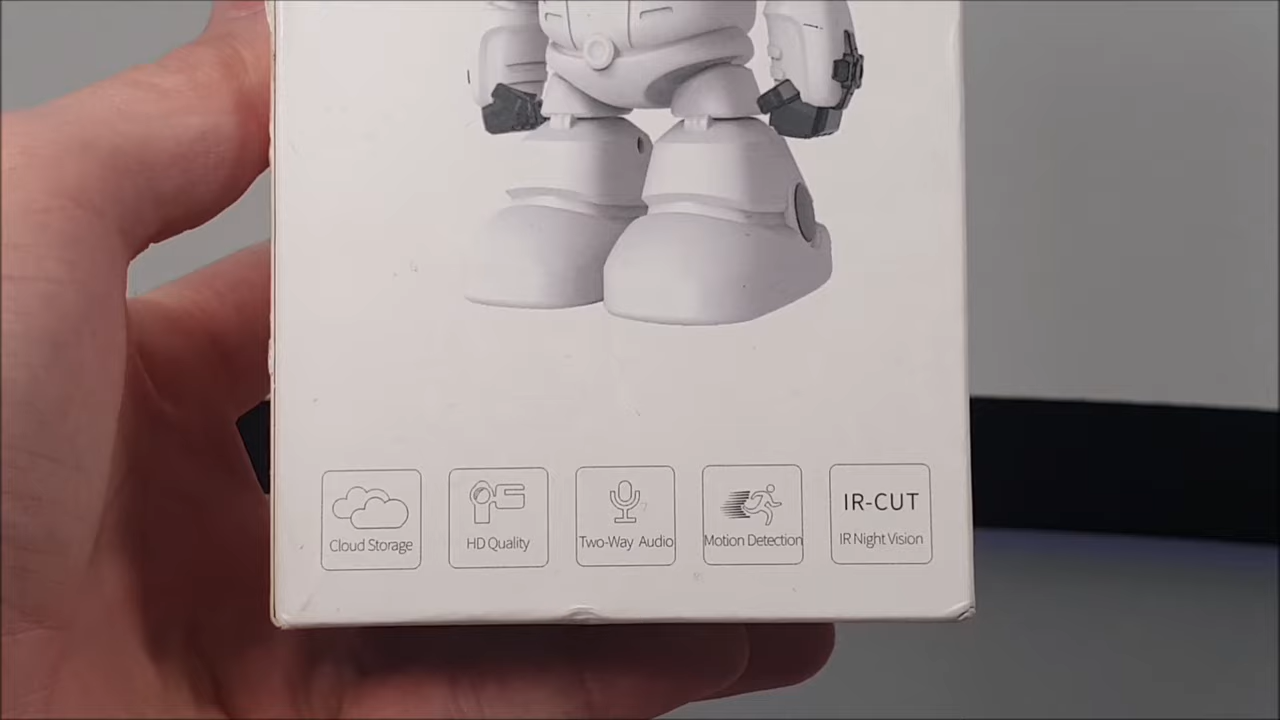 IR-CUT
Cloud Storage
HD Quality
Two-Way Audio
Motion Detection
IR Night Vision